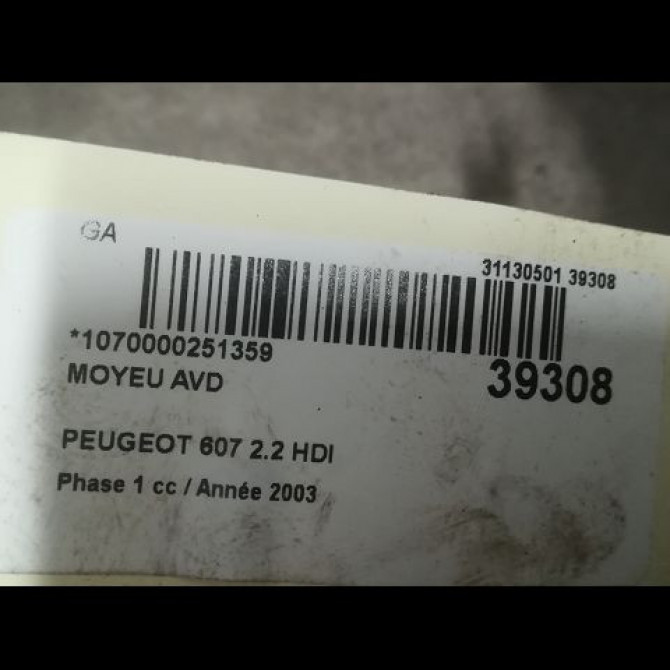 GA
31130501 39308
*1070000251359
39308
MOYEU AVD
PEUGEOT 607 2.2 HDI
Phase 1 cc / Année 2003